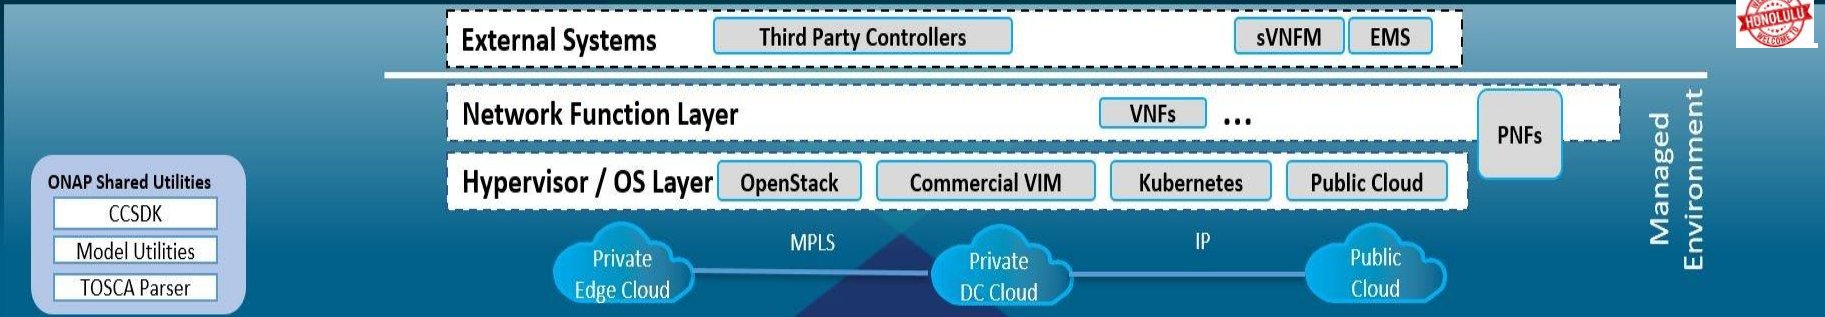 External Systems
Third Party Controllers
sVNFM
EMS
HONOLULU
WELCOME TO
Network Function Layer
VNFs
...
PNFs
Managed
Environment
Hypervisor / OS Layer
OpenStack
Commercial VIM
Kubernetes
Public Cloud
ONAP Shared Utilities
CCSDK
Model Utilities
TOSCA Parser
Private
Edge Cloud
MPLS
Private
DC Cloud
IP
Public
Cloud